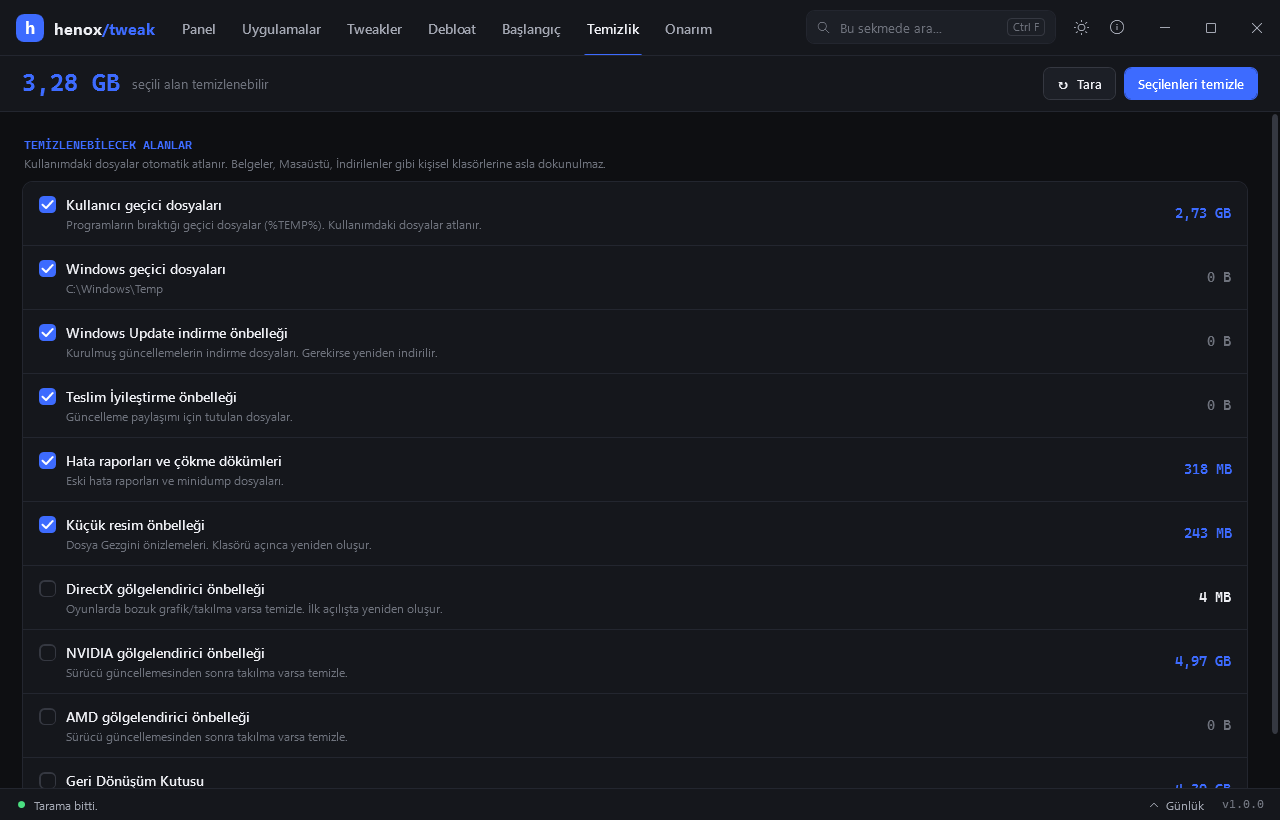 h henox/tweak Panel Uygulamalar Tweakler Debloat Başlangıç Temizlik Onarım Bu sekmede ara... Ctrl F
3,28 GB seçili alan temizlenebilir ↻ Tara Seçilenleri temizle
TEMİZLENEBİLECEK ALANLAR
Kullanımdaki dosyalar otomatik atlanır. Belgeler, Masaüstü, İndirilenler gibi kişisel klasörlerine asla dokunulmaz.
Kullanıcı geçici dosyaları
Programların bıraktığı geçici dosyalar (%TEMP%). Kullanımdaki dosyalar atlanır.
2,73 GB
Windows geçici dosyaları
C:\Windows\Temp
0 B
Windows Update indirme önbelleği
Kurulmuş güncellemelerin indirme dosyaları. Gerekirse yeniden indirilir.
0 B
Teslim İyileştirme önbelleği
Güncelleme paylaşımı için tutulan dosyalar.
0 B
Hata raporları ve çökme dökümleri
Eski hata raporları ve minidump dosyaları.
318 MB
Küçük resim önbelleği
Dosya Gezgini önizlemeleri. Klasörü açınca yeniden oluşur.
243 MB
DirectX gölgelendirici önbelleği
Oyunlarda bozuk grafik/takılma varsa temizle. İlk açılışta yeniden oluşur.
4 MB
NVIDIA gölgelendirici önbelleği
Sürücü güncellemesinden sonra takılma varsa temizle.
4,97 GB
AMD gölgelendirici önbelleği
Sürücü güncellemesinden sonra takılma varsa temizle.
0 B
Geri Dönüşüm Kutusu
Tarama bitti. Günlük v1.0.0